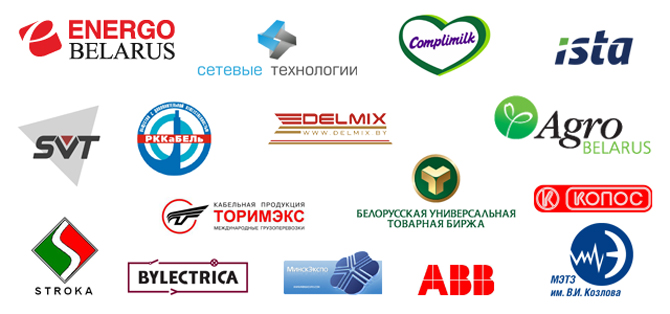 ENERGO
BELARUS
сетевые технологии
Complimilk
ista
SVT
РККаБЕЛь
DELMIX
WWW.DELMIX.BY
Agro
BELARUS
КАБЕЛЬНАЯ ПРОДУКЦИЯ
ТОРИМЭКС
МЕЖДУНАРОДНЫЕ ГРУЗОПЕРЕВОЗКИ
БЕЛОРУССКАЯ УНИВЕРСАЛЬНАЯ
ТОВАРНАЯ БИРЖА
К КОПОС
STROKA
BYLECTRICA
МинскЭкспо
ABB
МЭТЗ
им. В.И. Козлова